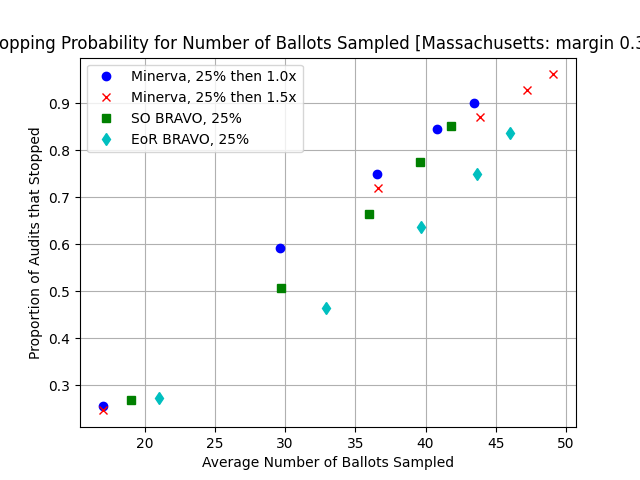 opping Probability for Number of Ballots Sampled [Massachusetts: margin 0.3
Minerva, 25% then 1.0x
Minerva, 25% then 1.5x
SO BRAVO, 25%
EoR BRAVO, 25%
Proportion of Audits that Stopped
0.9
0.8
0.7
0.6
0.5
0.4
0.3
20 25 30 35 40 45 50
Average Number of Ballots Sampled